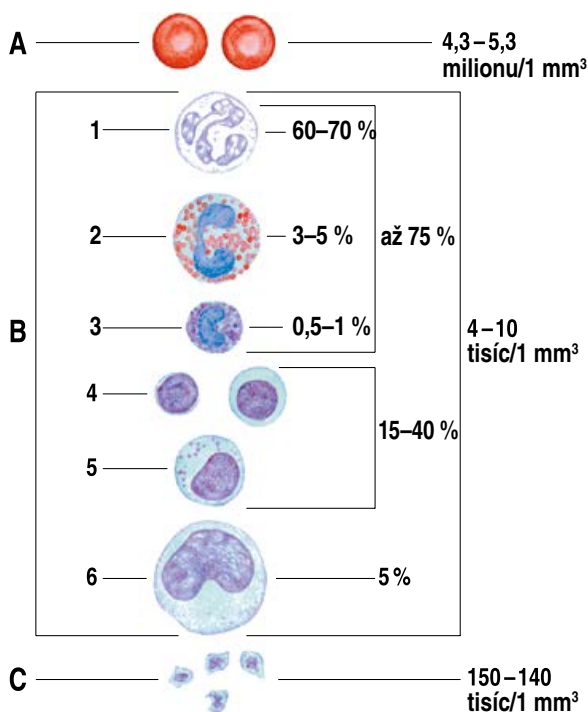 A
4,3–5,3
milionu/1 mm³
1
60–70 %
2
3–5 %
až 75 %
3
0,5–1 %
B
4–10
tisíc/1 mm³
4
15–40 %
5
6
5 %
C
150–140
tisíc/1 mm³